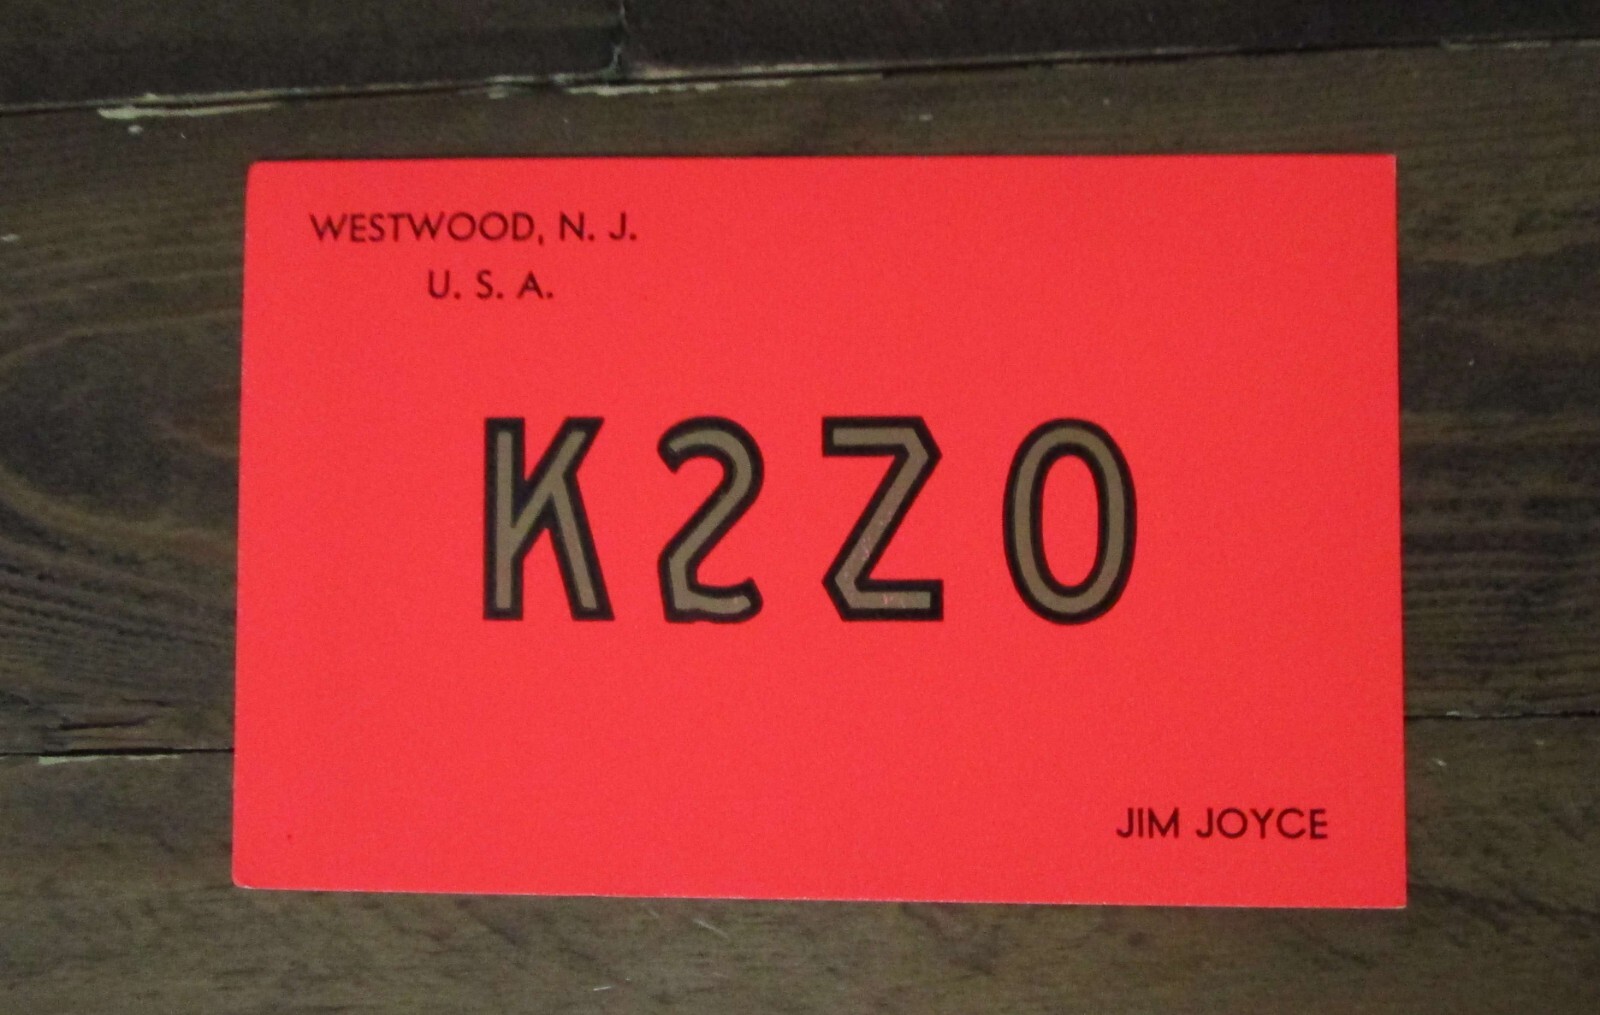 WESTWOOD, N. J.
U. S. A.
K2ZO
JIM JOYCE